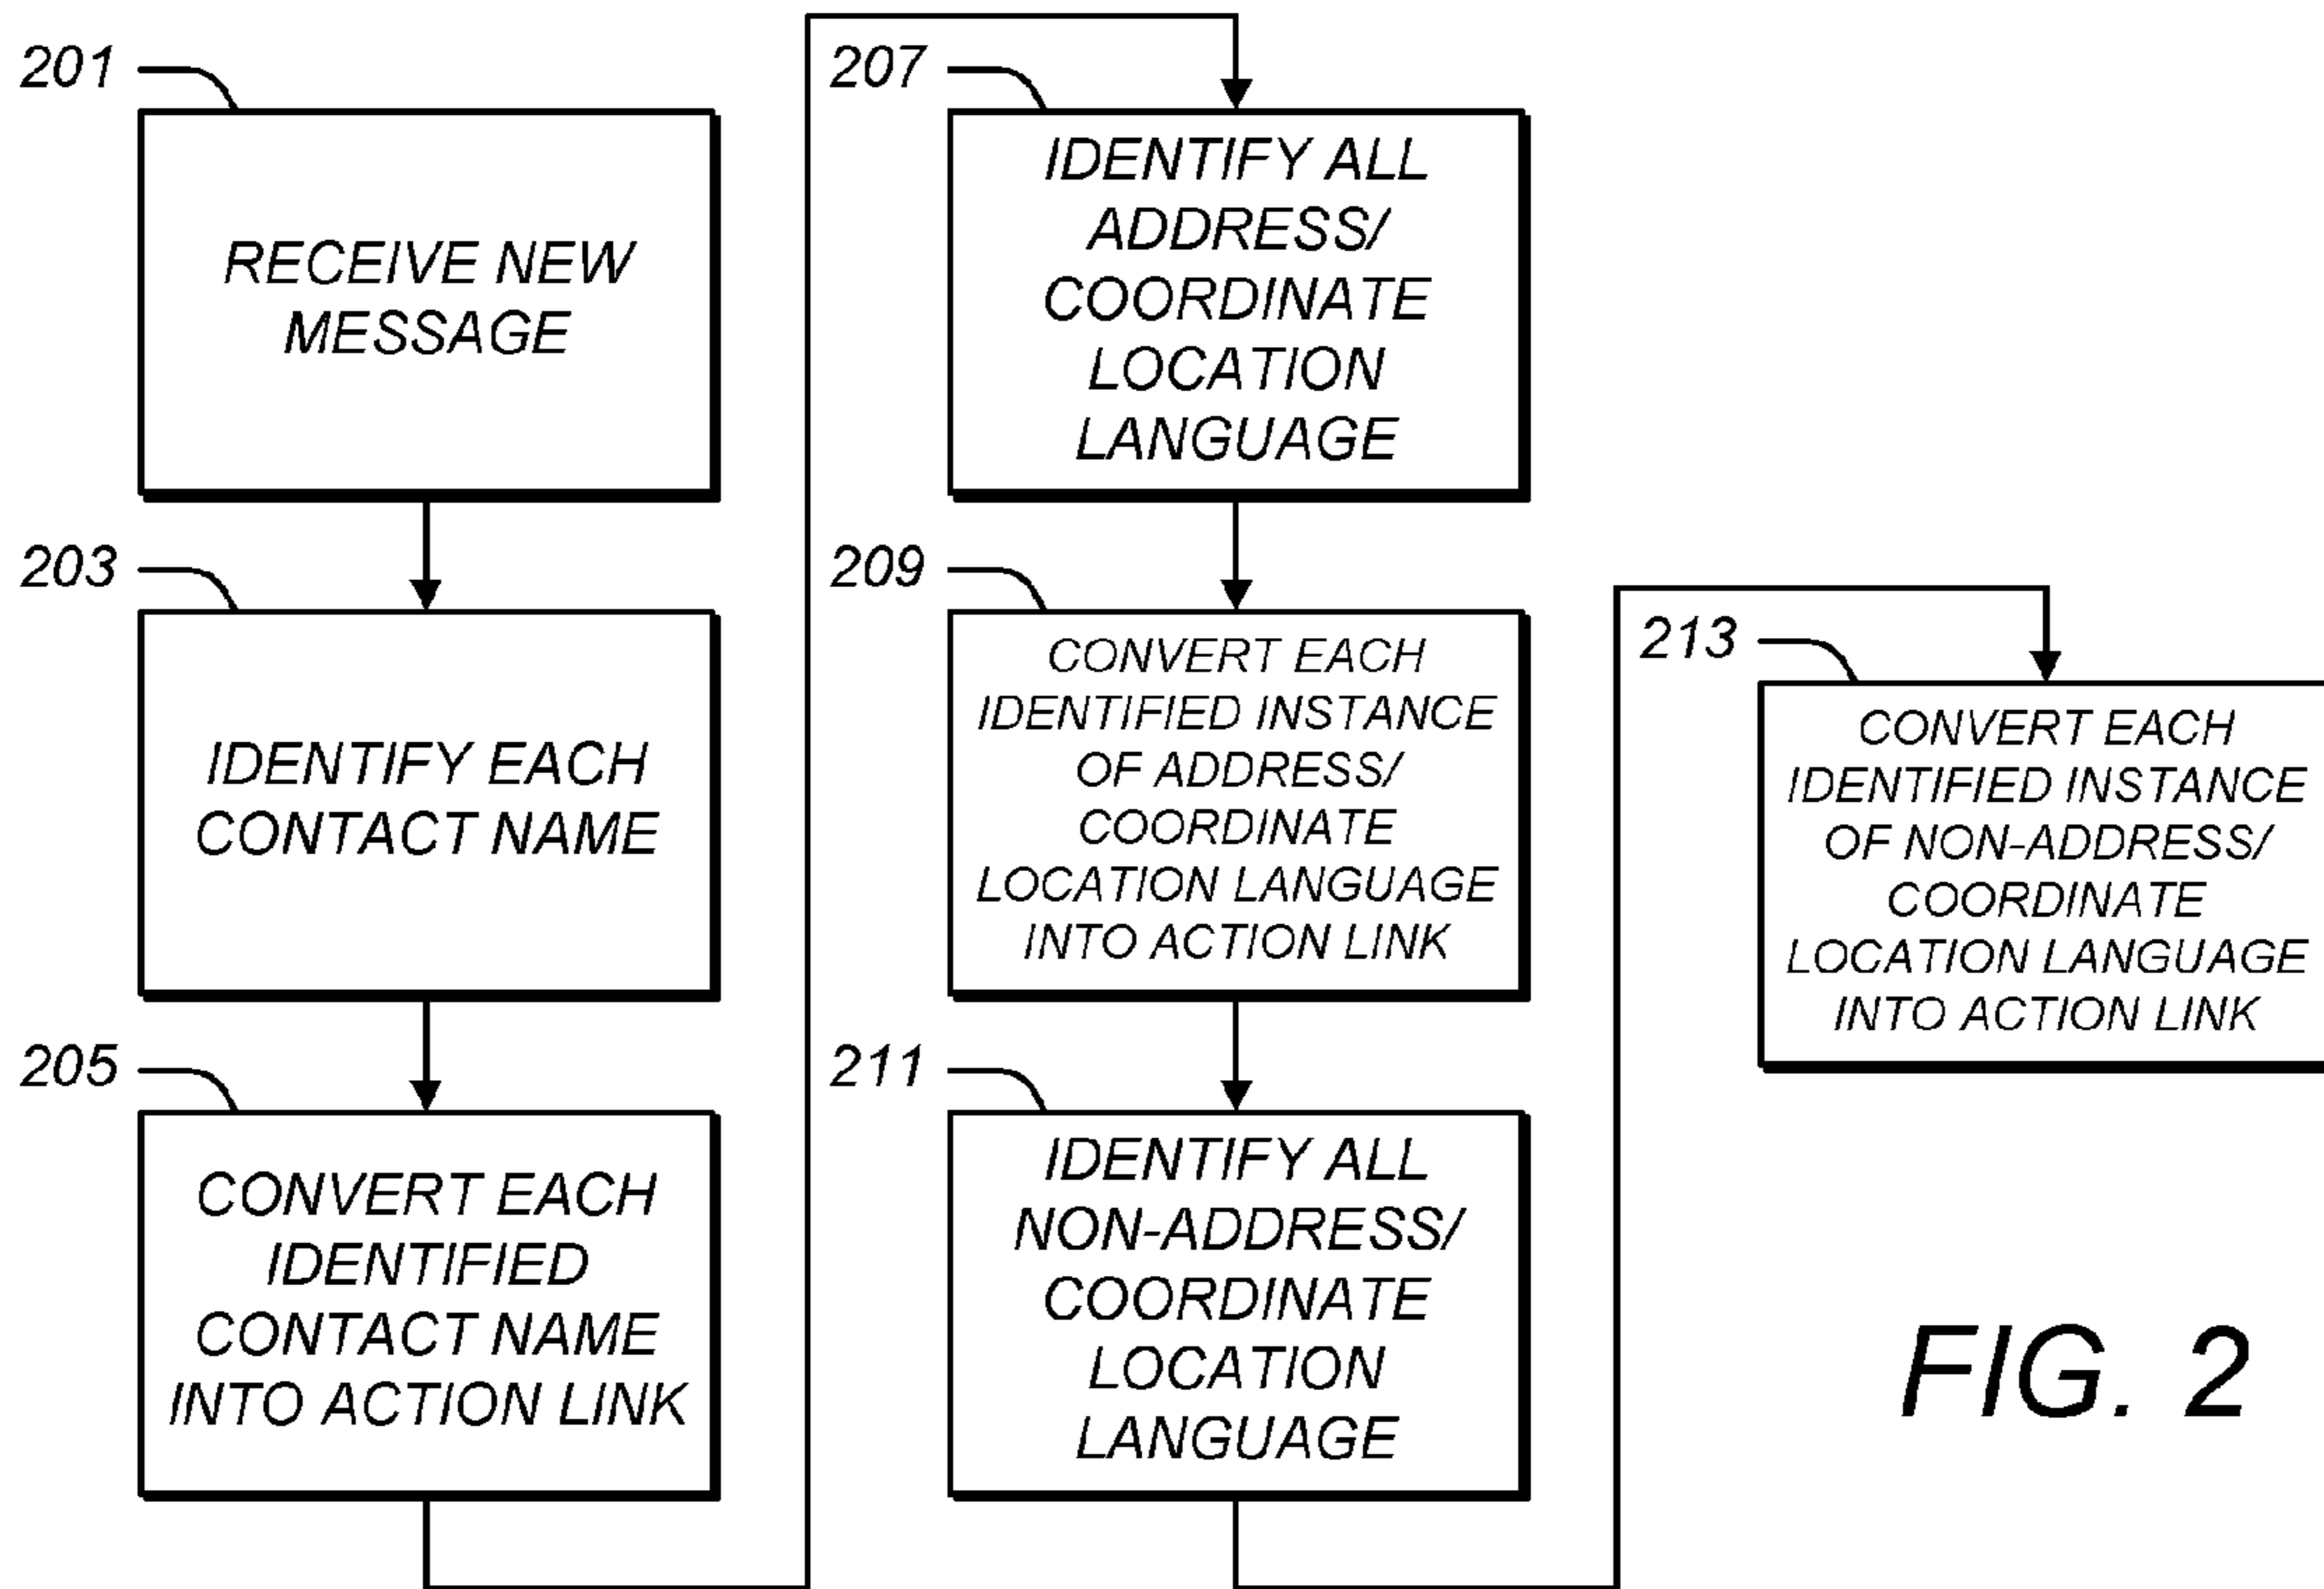 201
RECEIVE NEW
MESSAGE
203
IDENTIFY EACH
CONTACT NAME
205
CONVERT EACH
IDENTIFIED
CONTACT NAME
INTO ACTION LINK
207
IDENTIFY ALL
ADDRESS/
COORDINATE
LOCATION
LANGUAGE
209
CONVERT EACH
IDENTIFIED INSTANCE
OF ADDRESS/
COORDINATE
LOCATION LANGUAGE
INTO ACTION LINK
211
IDENTIFY ALL
NON-ADDRESS/
COORDINATE
LOCATION
LANGUAGE
213
CONVERT EACH
IDENTIFIED INSTANCE
OF NON-ADDRESS/
COORDINATE
LOCATION LANGUAGE
INTO ACTION LINK
FIG. 2